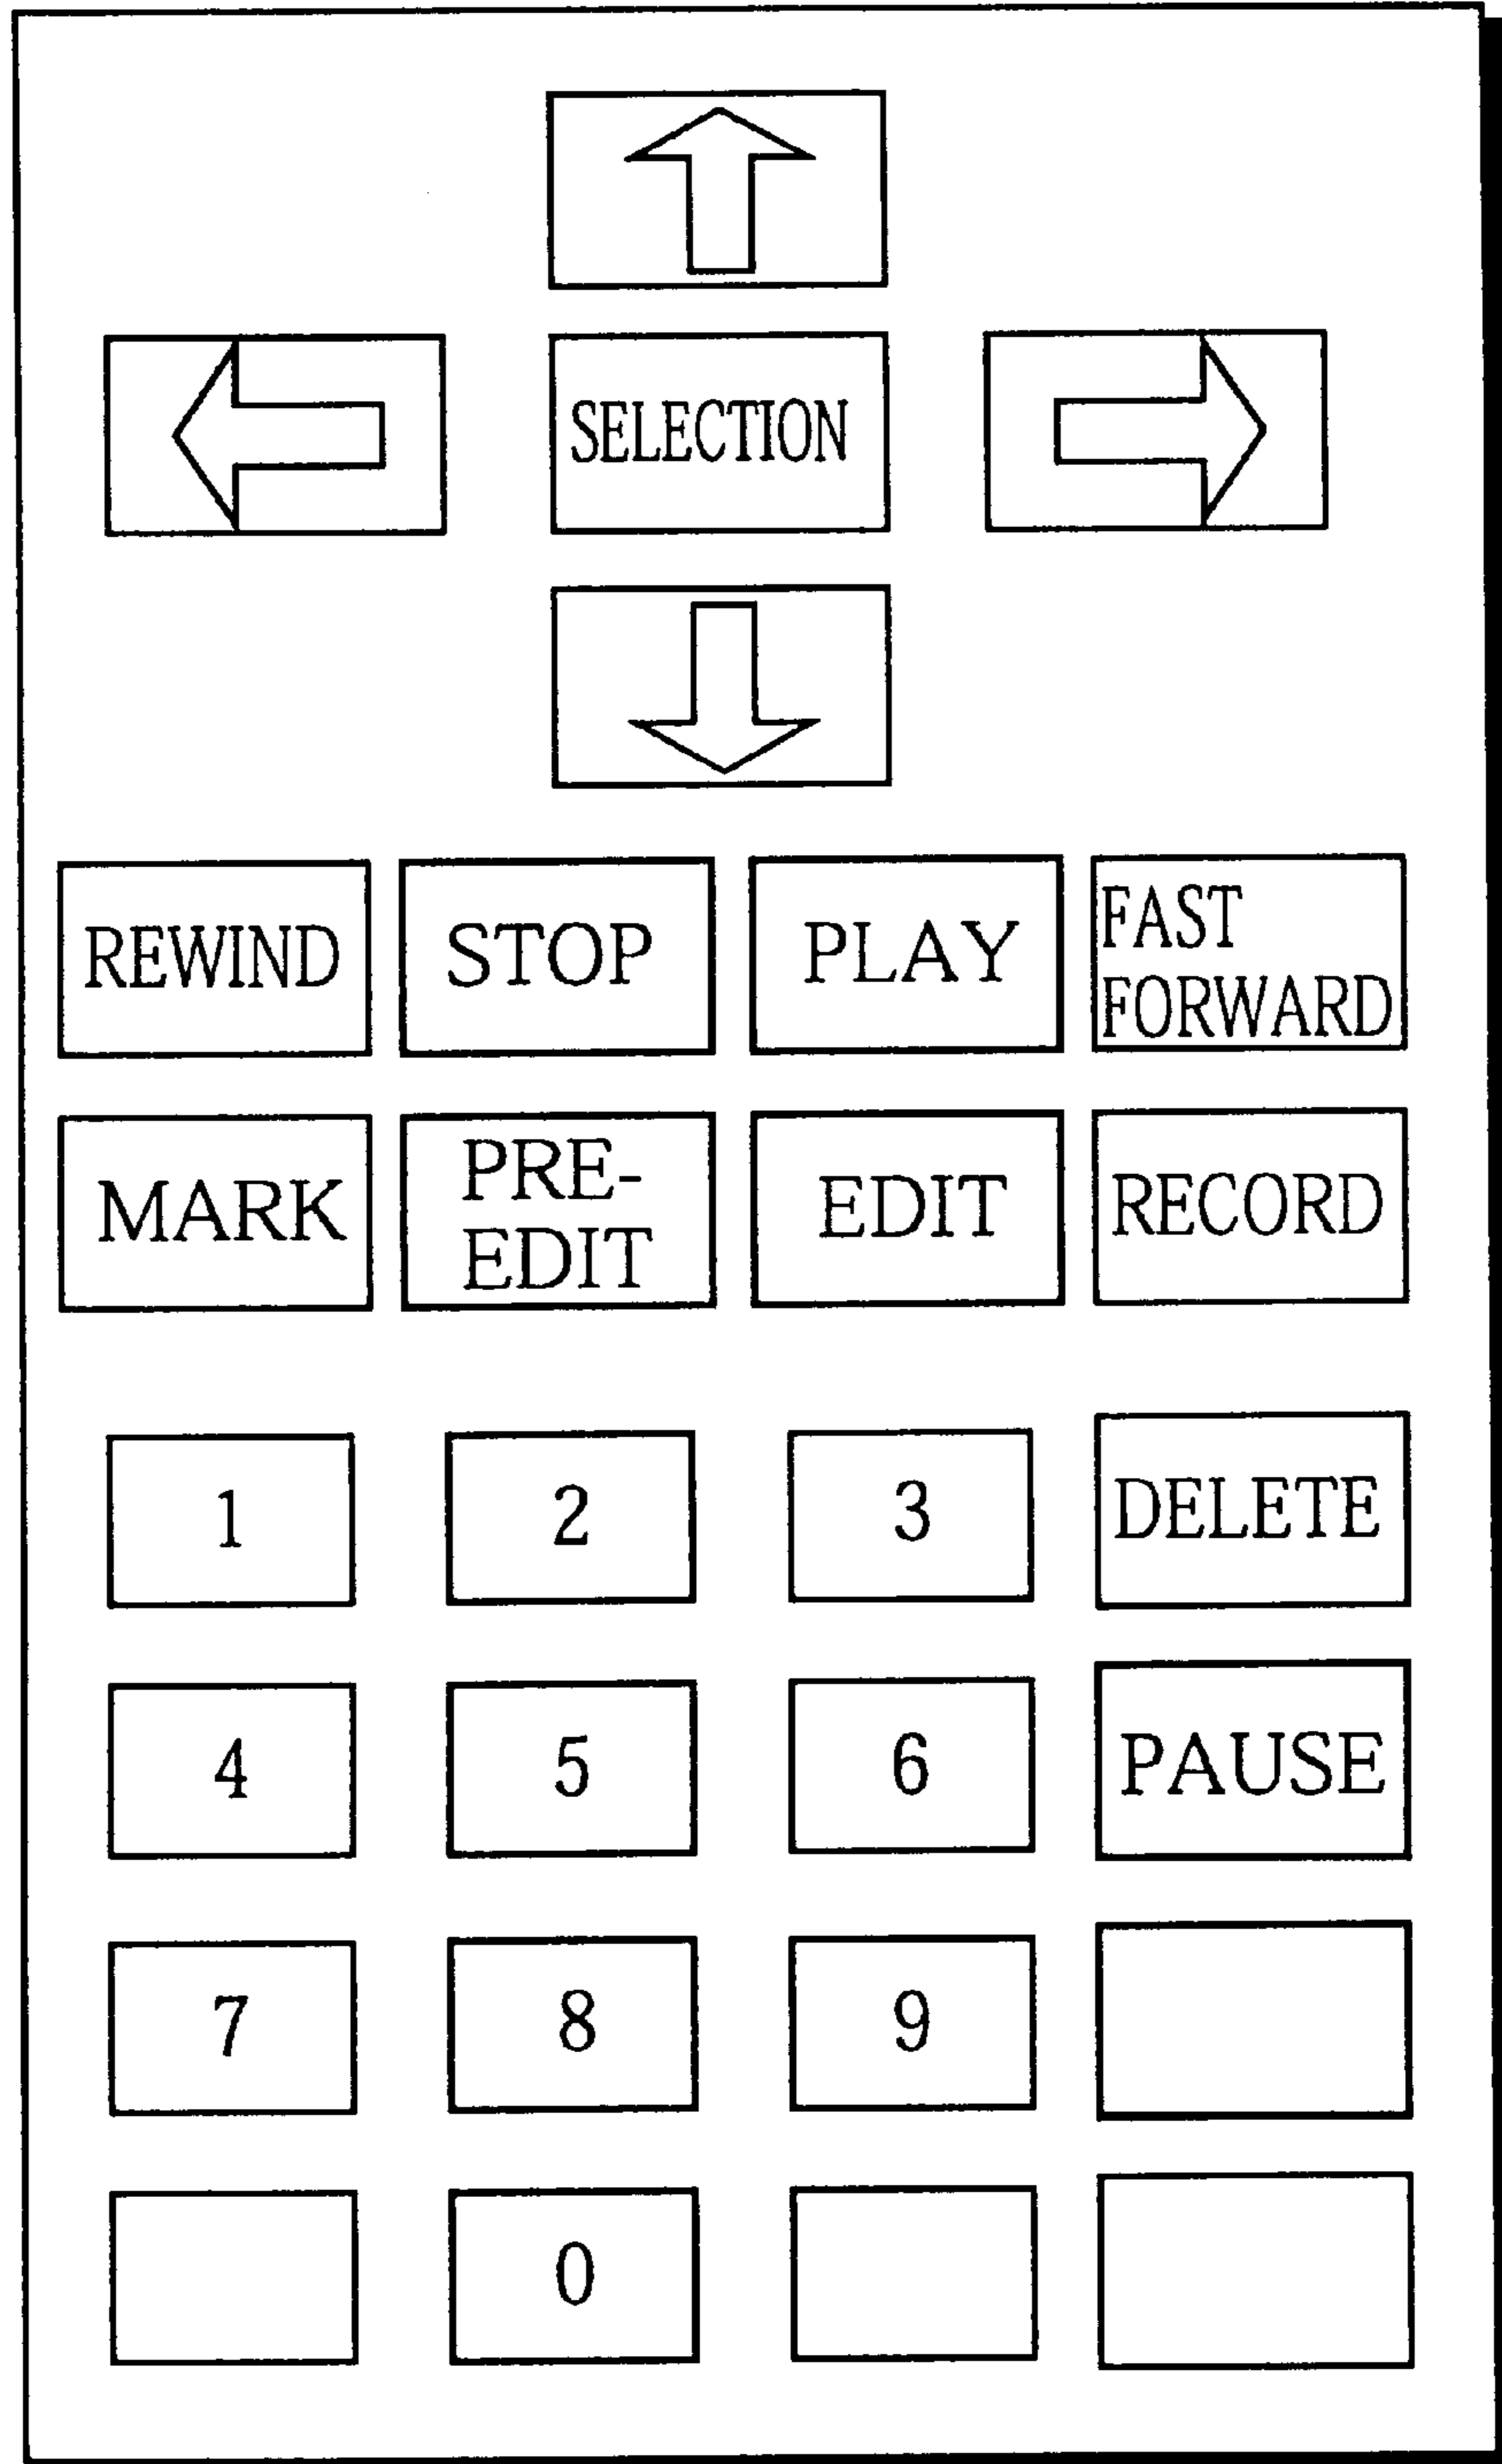 SELECTION
REWIND
STOP
PLAY
FAST
FORWARD
MARK
PRE-
EDIT
EDIT
RECORD
1
2
3
DELETE
4
5
6
PAUSE
7
8
9
0